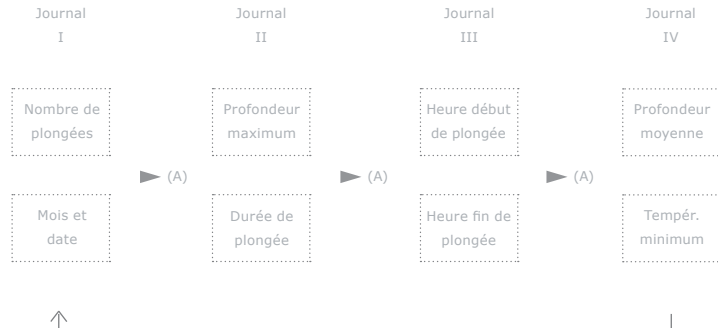 Journal
I
Journal
II
Journal
III
Journal
IV
Nombre de
plongées
Profondeur
maximum
Heure début
de plongée
Profondeur
moyenne
(A)
(A)
(A)
Mois et
date
Durée de
plongée
Heure fin de
plongée
Tempér.
minimum